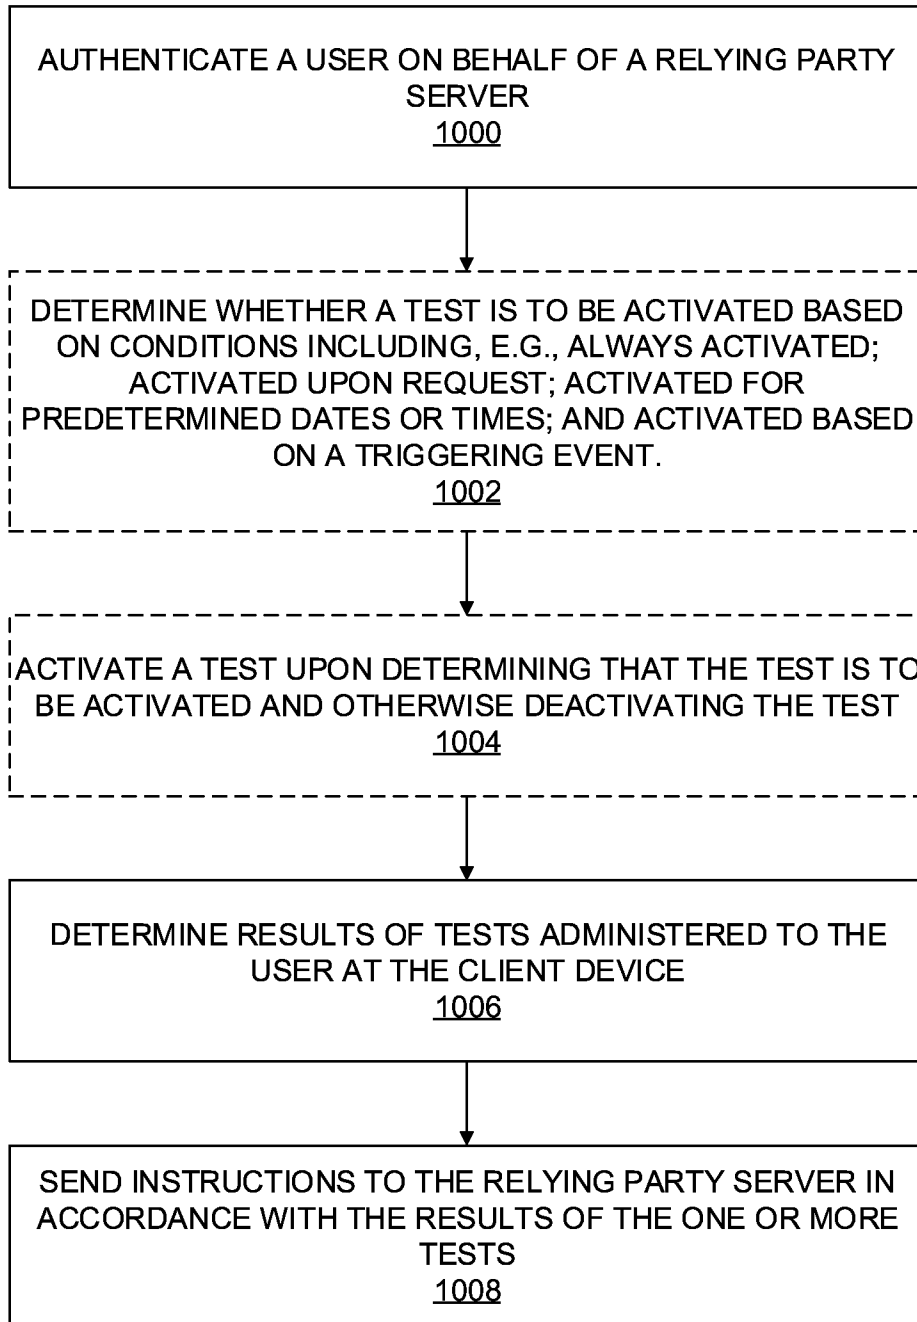 AUTHENTICATE A USER ON BEHALF OF A RELYING PARTY
SERVER
1000
DETERMINE WHETHER A TEST IS TO BE ACTIVATED BASED
ON CONDITIONS INCLUDING, E.G., ALWAYS ACTIVATED;
ACTIVATED UPON REQUEST; ACTIVATED FOR
PREDETERMINED DATES OR TIMES; AND ACTIVATED BASED
ON A TRIGGERING EVENT.
1002
ACTIVATE A TEST UPON DETERMINING THAT THE TEST IS TO
BE ACTIVATED AND OTHERWISE DEACTIVATING THE TEST
1004
DETERMINE RESULTS OF TESTS ADMINISTERED TO THE
USER AT THE CLIENT DEVICE
1006
SEND INSTRUCTIONS TO THE RELYING PARTY SERVER IN
ACCORDANCE WITH THE RESULTS OF THE ONE OR MORE
TESTS
1008